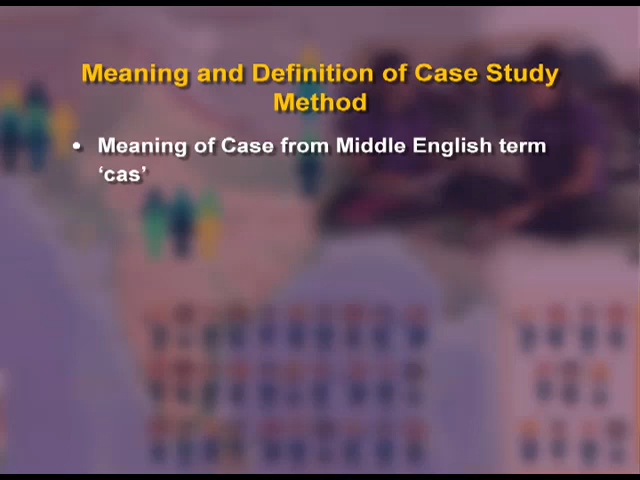 Meaning and Definition of Case Study
Method
• Meaning of Case from Middle English term
‘cas’